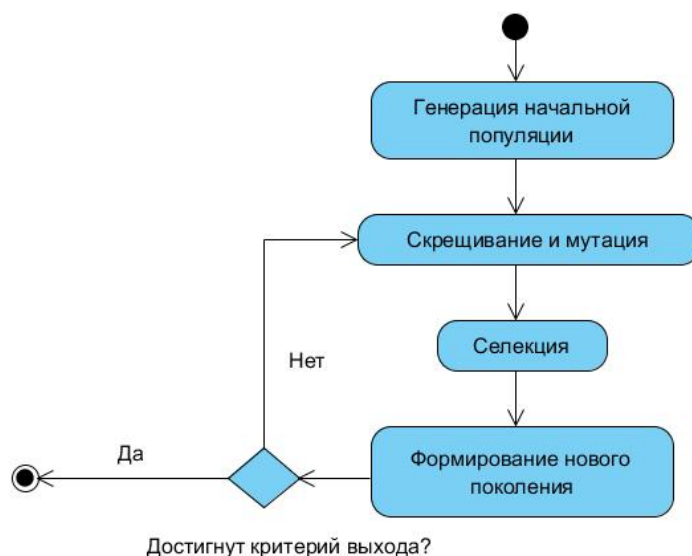 Генерация начальной
популяции
Скрещивание и мутация
Селекция
Нет
Формирование нового
поколения
Да
Достигнут критерий выхода?